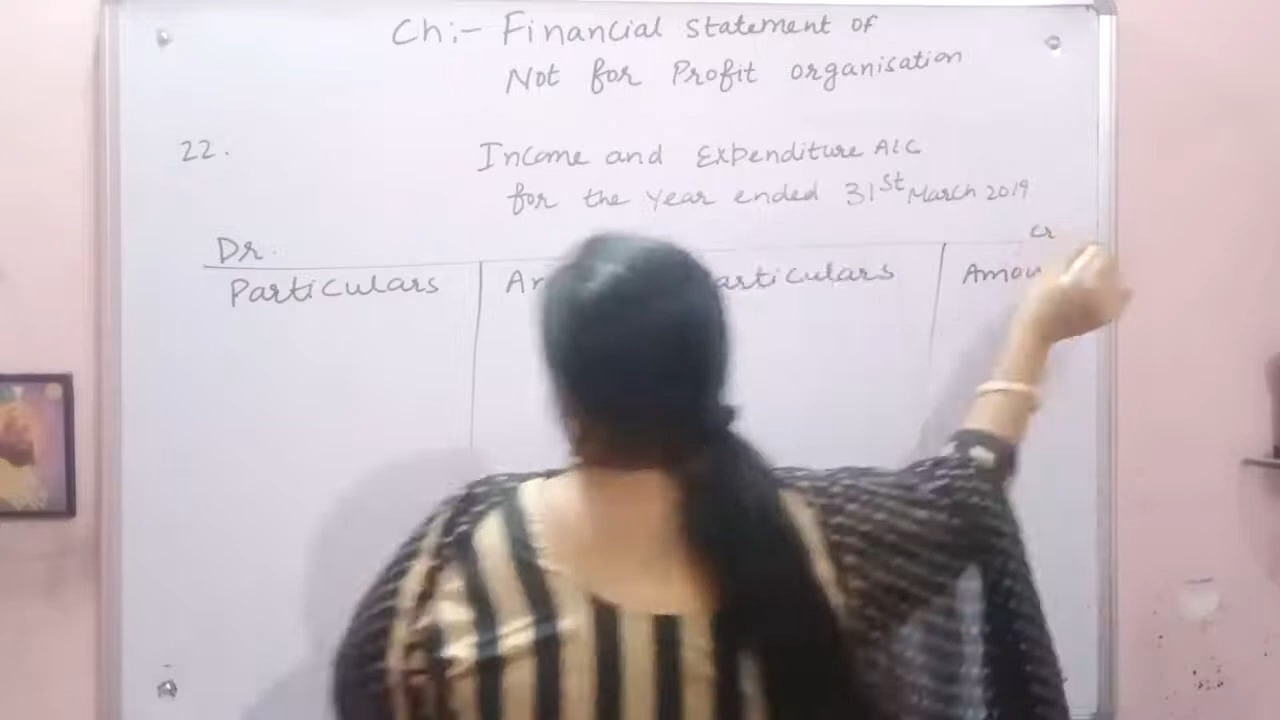 Ch:- Financial Statement of
Not for Profit organisation
22.
Income and Expenditure A/C
for the Year ended 31st March 2019
Dr.
Cr
Particulars